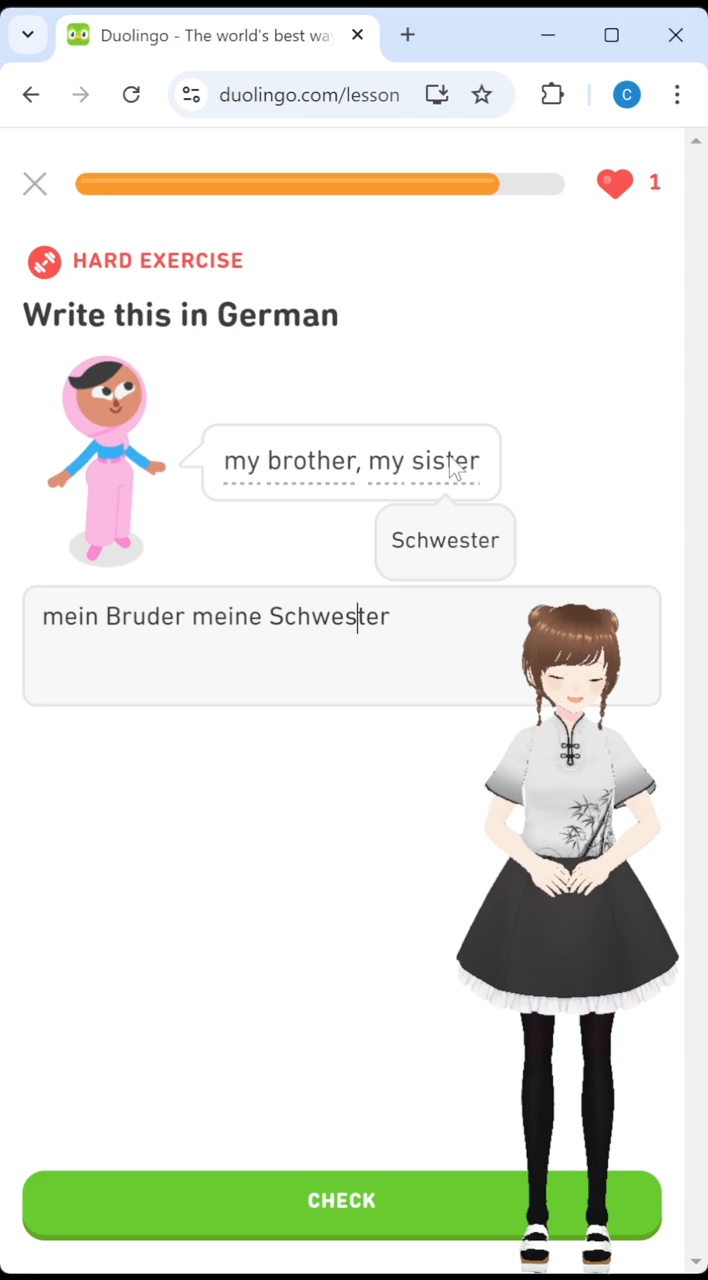 Duolingo - The world's best wa
duolingo.com/lesson
C
1
HARD EXERCISE
Write this in German
my brother, my sister
Schwester
mein Bruder meine Schwester
CHECK